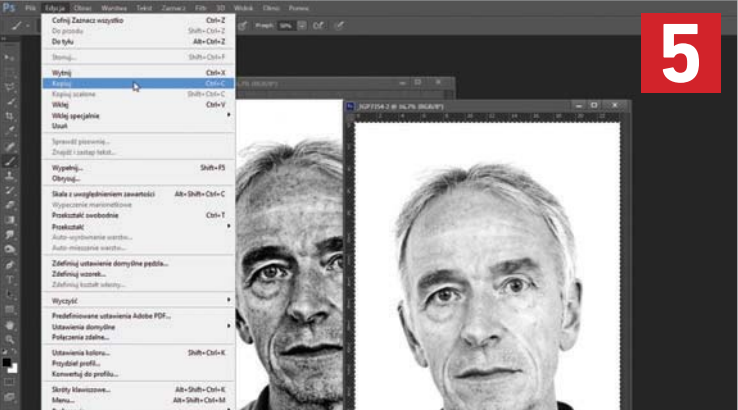 Ps Plik Edycja Obraz Warstwa Tekst Zaznacz Filtr 3D Widok Okno Pomoc
5
Cofnij Zaznacz wszystko Ctrl+Z
Do przodu Shift+Ctrl+Z
Do tyłu Alt+Ctrl+Z
Stonuj... Shift+Ctrl+F
Wytnij Ctrl+X
Kopiuj Ctrl+C
Kopiuj scalone Shift+Ctrl+C
Wklej Ctrl+V
Wklej specjalnie
Usuń
Sprawdź pisownię...
Znajdź i zastąp tekst...
Wypełnij... Shift+F5
Obrysuj...
Skala z uwzględnieniem zawartości Alt+Shift+Ctrl+C
Wypaczenie marionetkowe
Przekształć swobodnie Ctrl+T
Przekształć
Auto-wyrównanie warstw...
Auto-mieszanie warstw...
Zdefiniuj ustawienie domyślne pędzla...
Zdefiniuj wzorek...
Zdefiniuj kształt własny...
Wyczyść
Predefiniowane ustawienia Adobe PDF...
Ustawienia domyślne
Połączenia zdalne...
Ustawienia koloru... Shift+Ctrl+K
Przydziel profil...
Konwertuj do profilu...
Skróty klawiszowe... Alt+Shift+Ctrl+K
Menu... Alt+Shift+Ctrl+M